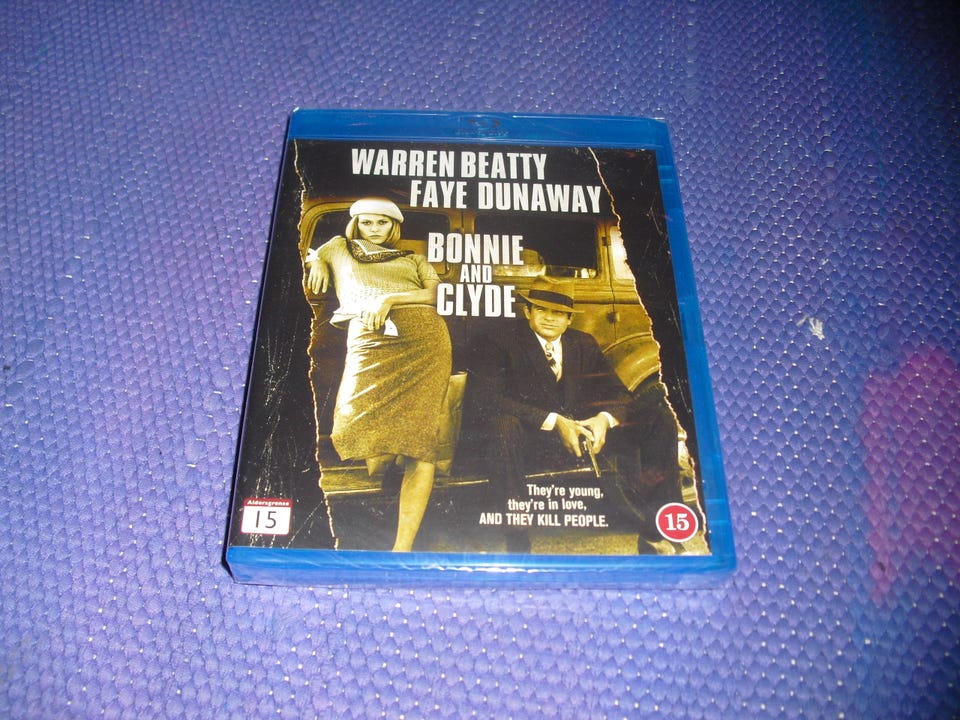 WARREN BEATTY
FAYE DUNAWAY
BONNIE
AND
CLYDE
They're young,
they're in love,
AND THEY KILL PEOPLE.
Aldersgrense
15
15